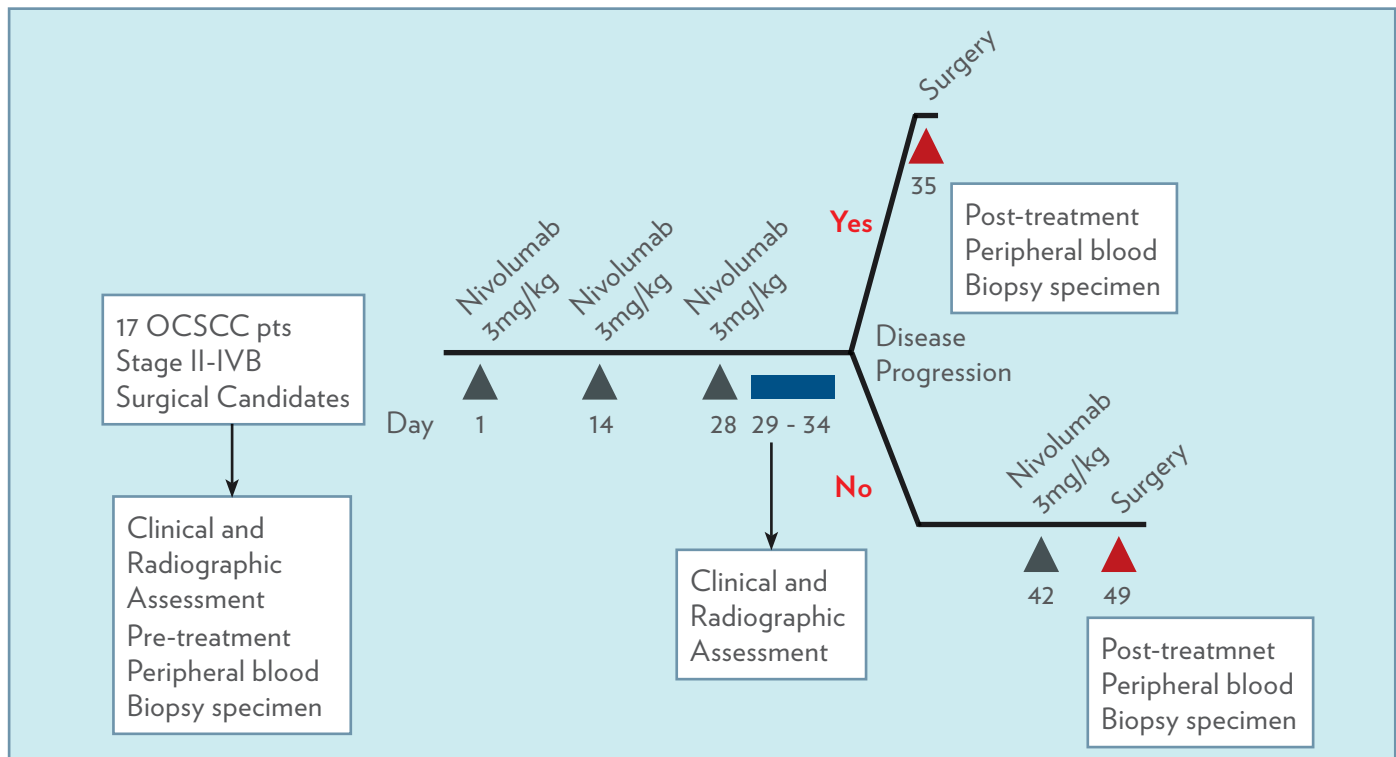 17 OCSCC pts
Stage II-IVB
Surgical Candidates
Clinical and
Radiographic
Assessment
Pre-treatment
Peripheral blood
Biopsy specimen
Nivolumab
3mg/kg
Nivolumab
3mg/kg
Nivolumab
3mg/kg
Day 1 14 28 29 - 34
Clinical and
Radiographic
Assessment
Disease
Progression
Yes
Surgery
35
Post-treatment
Peripheral blood
Biopsy specimen
No
Nivolumab
3mg/kg
Surgery
42 49
Post-treatmnet
Peripheral blood
Biopsy specimen